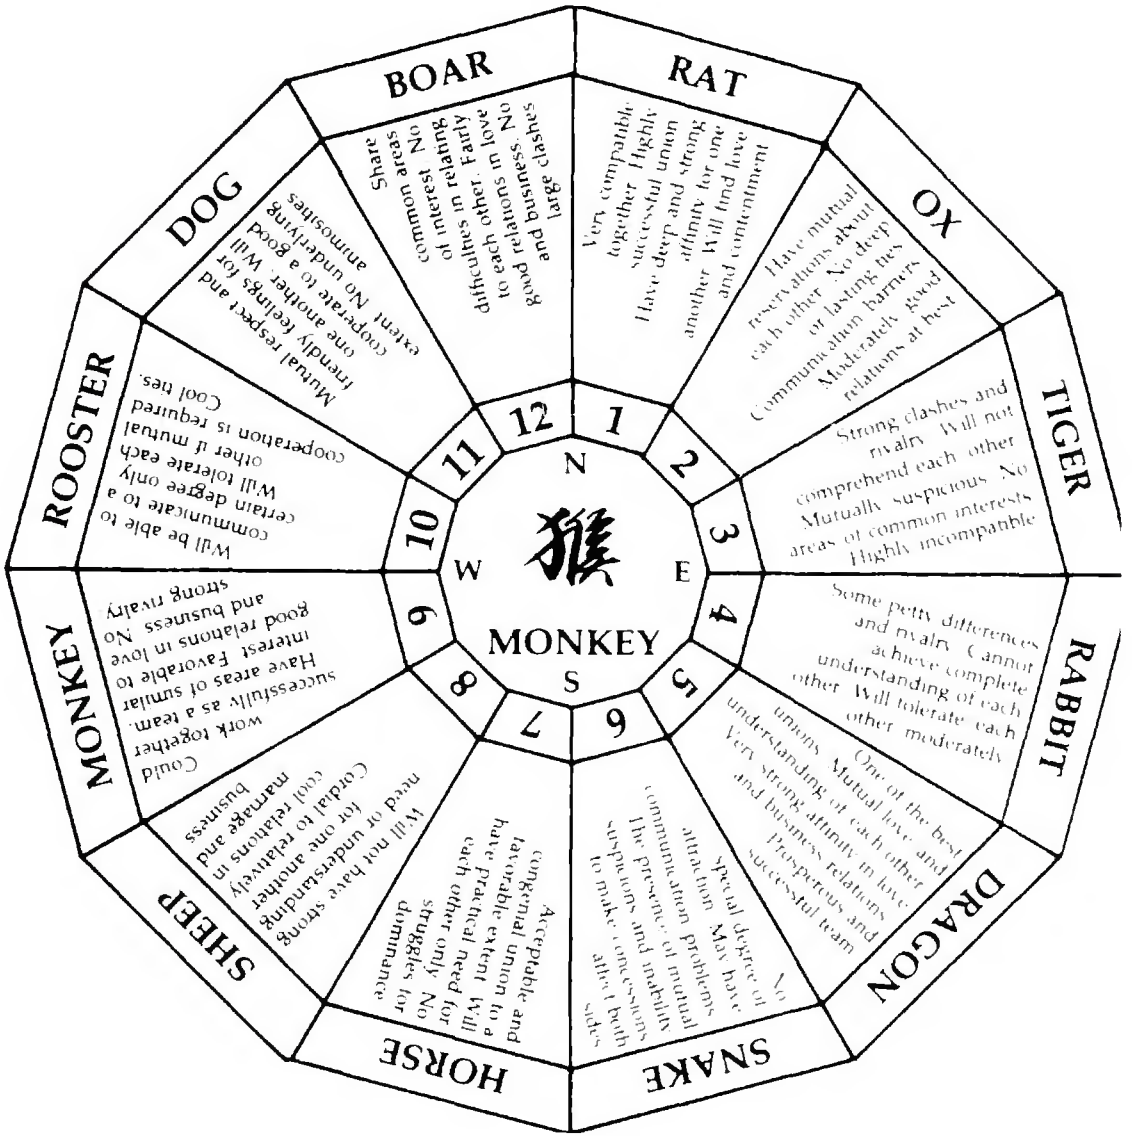 RAT
Very compatible
together Highly
successful union
Have deep and strong
affinity for one
another Will find love
and contentment
1
OX
Have mutual
reservations about
each other No deep
or lasting ties
Communication barriers
Moderately good
relations at best
2
TIGER
Strong clashes and
rivalry Will not
comprehend each other
Mutually suspicious No
areas of common interests
Highly incompatible
3
RABBIT
Some petty differences
and rivalry Cannot
achieve complete
understanding of each
other Will tolerate each
other moderately
4
DRAGON
One of the best
unions Mutual love and
understanding of each other
Very strong affinity in love
and business relations
Prosperous and
successful team
5
SNAKE
No
special degree of
attraction May have
communication problems
The presence of mutual
suspicions and inability
to make concessions
affect both
sides
6
HORSE
Acceptable and
congenial union to a
favorable extent Will
have practical need for
each other only No
struggles for
dominance
7
SHEEP
Will not have strong
need or understanding
for one another
Cordial to relatively
cool relations in
marriage and
business
8
MONKEY
Could
work together
successfully as a team.
Have areas of similar
interest Favorable to
good relations in love
and business No
strong rivalry.
9
ROOSTER
Will be able to
communicate to a
certain degree only
Will tolerate each
other if mutual
cooperation is required
Cool ties.
10
DOG
Mutual respect and
friendly feelings for
one another. Will
cooperate to a good
extent No underlying
animosities
11
BOAR
Share
common areas
of interest. No
difficulties in relating
to each other. Fairly
good relations in love
and business. No
large clashes
12
N
W
E
猴
MONKEY
S